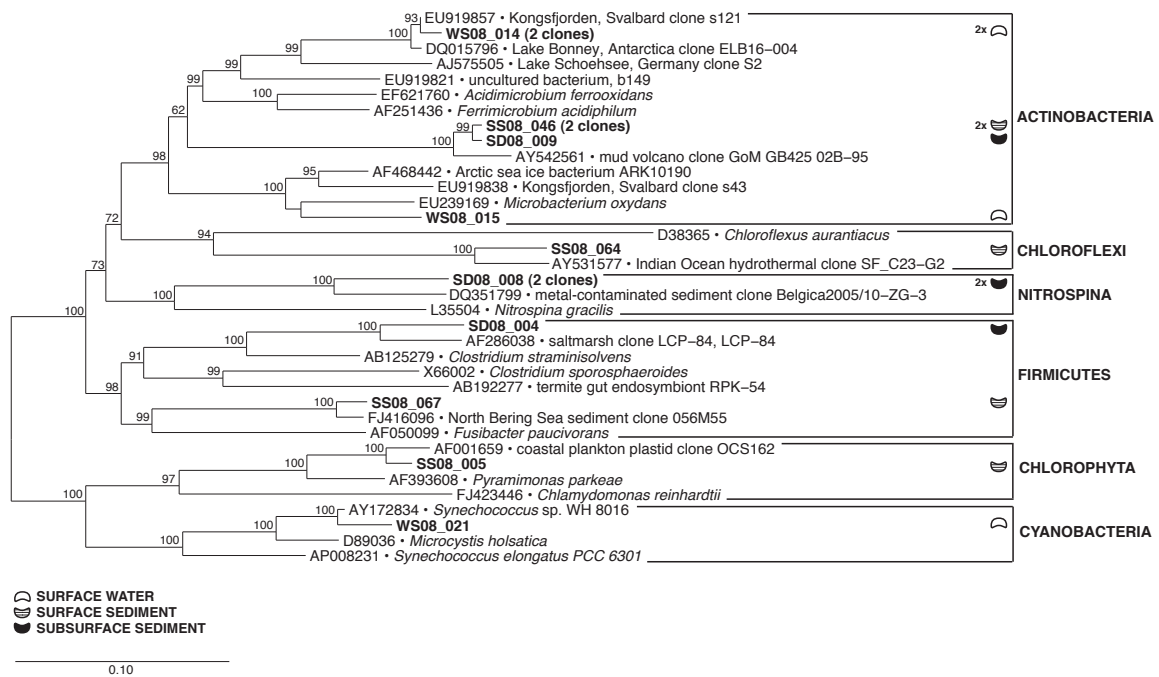 93
EU919857 • Kongsfjorden, Svalbard clone s121
100
WS08_014 (2 clones)
2x
99
DQ015796 • Lake Bonney, Antarctica clone ELB16−004
99
AJ575505 • Lake Schoehsee, Germany clone S2
99
EU919821 • uncultured bacterium, b149
100
EF621760 • Acidimicrobium ferrooxidans
62
AF251436 • Ferrimicrobium acidiphilum
ACTINOBACTERIA
99
SS08_046 (2 clones)
2x
100
SD08_009
AY542561 • mud volcano clone GoM GB425 02B−95
98
95
AF468442 • Arctic sea ice bacterium ARK10190
100
EU919838 • Kongsfjorden, Svalbard clone s43
EU239169 • Microbacterium oxydans
WS08_015
72
94
D38365 • Chloroflexus aurantiacus
100
SS08_064
CHLOROFLEXI
AY531577 • Indian Ocean hydrothermal clone SF_C23−G2
73
100
SD08_008 (2 clones)
2x
100
DQ351799 • metal-contaminated sediment clone Belgica2005/10−ZG−3
NITROSPINA
L35504 • Nitrospina gracilis
100
100
SD08_004
100
AF286038 • saltmarsh clone LCP−84, LCP−84
91
AB125279 • Clostridium straminisolvens
99
X66002 • Clostridium sporosphaeroides
FIRMICUTES
98
AB192277 • termite gut endosymbiont RPK−54
100
SS08_067
99
FJ416096 • North Bering Sea sediment clone 056M55
AF050099 • Fusibacter paucivorans
100
AF001659 • coastal plankton plastid clone OCS162
100
SS08_005
CHLOROPHYTA
97
AF393608 • Pyramimonas parkeae
100
FJ423446 • Chlamydomonas reinhardtii
100
AY172834 • Synechococcus sp. WH 8016
100
WS08_021
CYANOBACTERIA
100
D89036 • Microcystis holsatica
AP008231 • Synechococcus elongatus PCC 6301
SURFACE WATER
SURFACE SEDIMENT
SUBSURFACE SEDIMENT
0.10